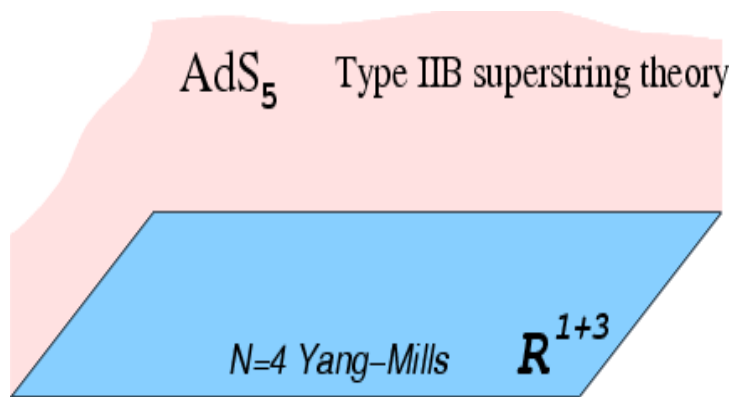 AdS₅ Type IIB superstring theory
N=4 Yang–Mills R¹⁺³